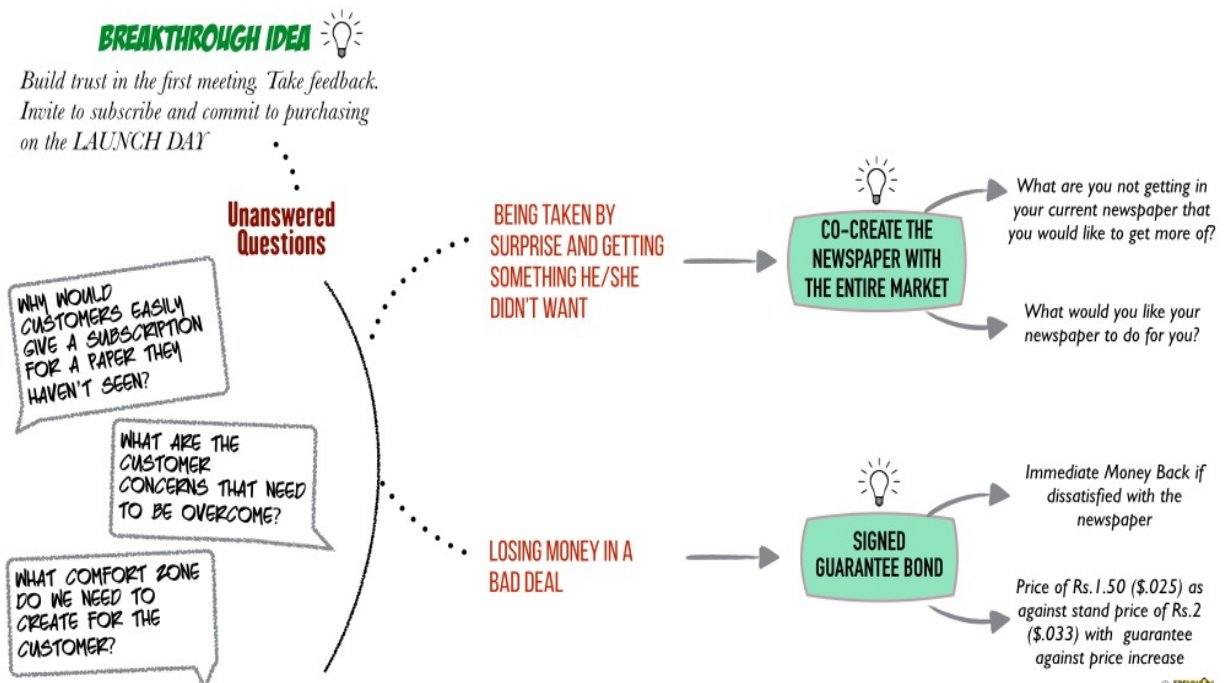 BREAKTHROUGH IDEA
Build trust in the first meeting. Take feedback.
Invite to subscribe and commit to purchasing
on the LAUNCH DAY
Unanswered
Questions
WHY WOULD
CUSTOMERS EASILY
GIVE A SUBSCRIPTION
FOR A PAPER THEY
HAVEN'T SEEN?
WHAT ARE THE
CUSTOMER
CONCERNS THAT NEED
TO BE OVERCOME?
WHAT COMFORT ZONE
DO WE NEED TO
CREATE FOR THE
CUSTOMER?
BEING TAKEN BY
SURPRISE AND GETTING
SOMETHING HE/SHE
DIDN'T WANT
CO-CREATE THE
NEWSPAPER WITH
THE ENTIRE MARKET
What are you not getting in
your current newspaper that
you would like to get more of?
What would you like your
newspaper to do for you?
LOSING MONEY IN A
BAD DEAL
SIGNED
GUARANTEE BOND
Immediate Money Back if
dissatisfied with the
newspaper
Price of Rs.1.50 ($.025) as
against stand price of Rs.2
($.033) with guarantee
against price increase